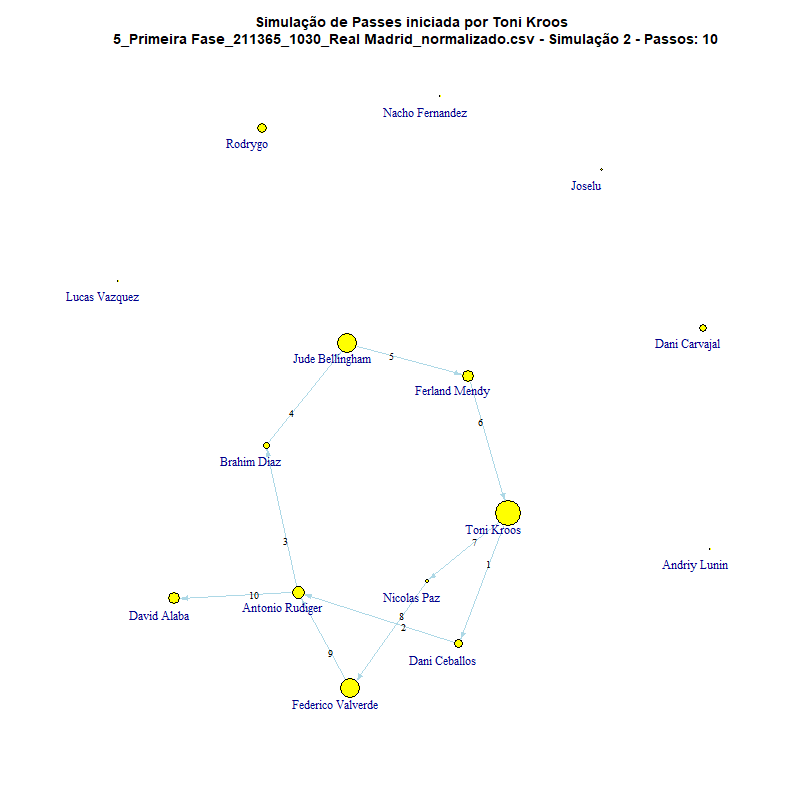 Simulação de Passes iniciada por Toni Kroos
5_Primeira Fase_211365_1030_Real Madrid_normalizado.csv - Simulação 2 - Passos: 10
Nacho Fernandez
Rodrygo
Joselu
Lucas Vazquez
Dani Carvajal
Jude Bellingham
5
Ferland Mendy
4
6
Brahim Diaz
Toni Kroos
3
7
1
Andriy Lunin
Nicolas Paz
10
Antonio Rudiger
David Alaba
8
2
9
Dani Ceballos
Federico Valverde